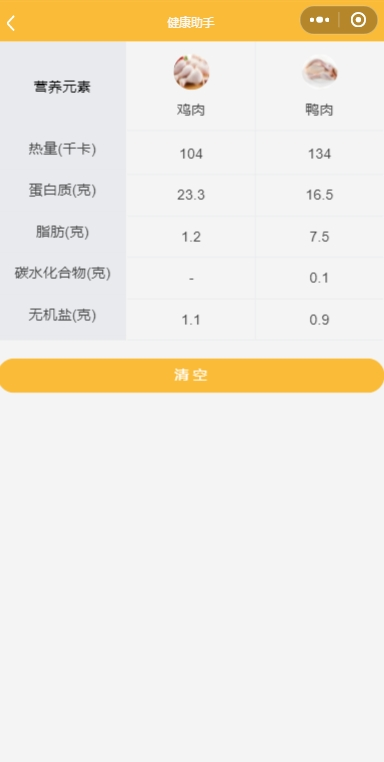 健康助手
营养元素 鸡肉 鸭肉
热量(千卡) 104 134
蛋白质(克) 23.3 16.5
脂肪(克) 1.2 7.5
碳水化合物(克) - 0.1
无机盐(克) 1.1 0.9
清 空